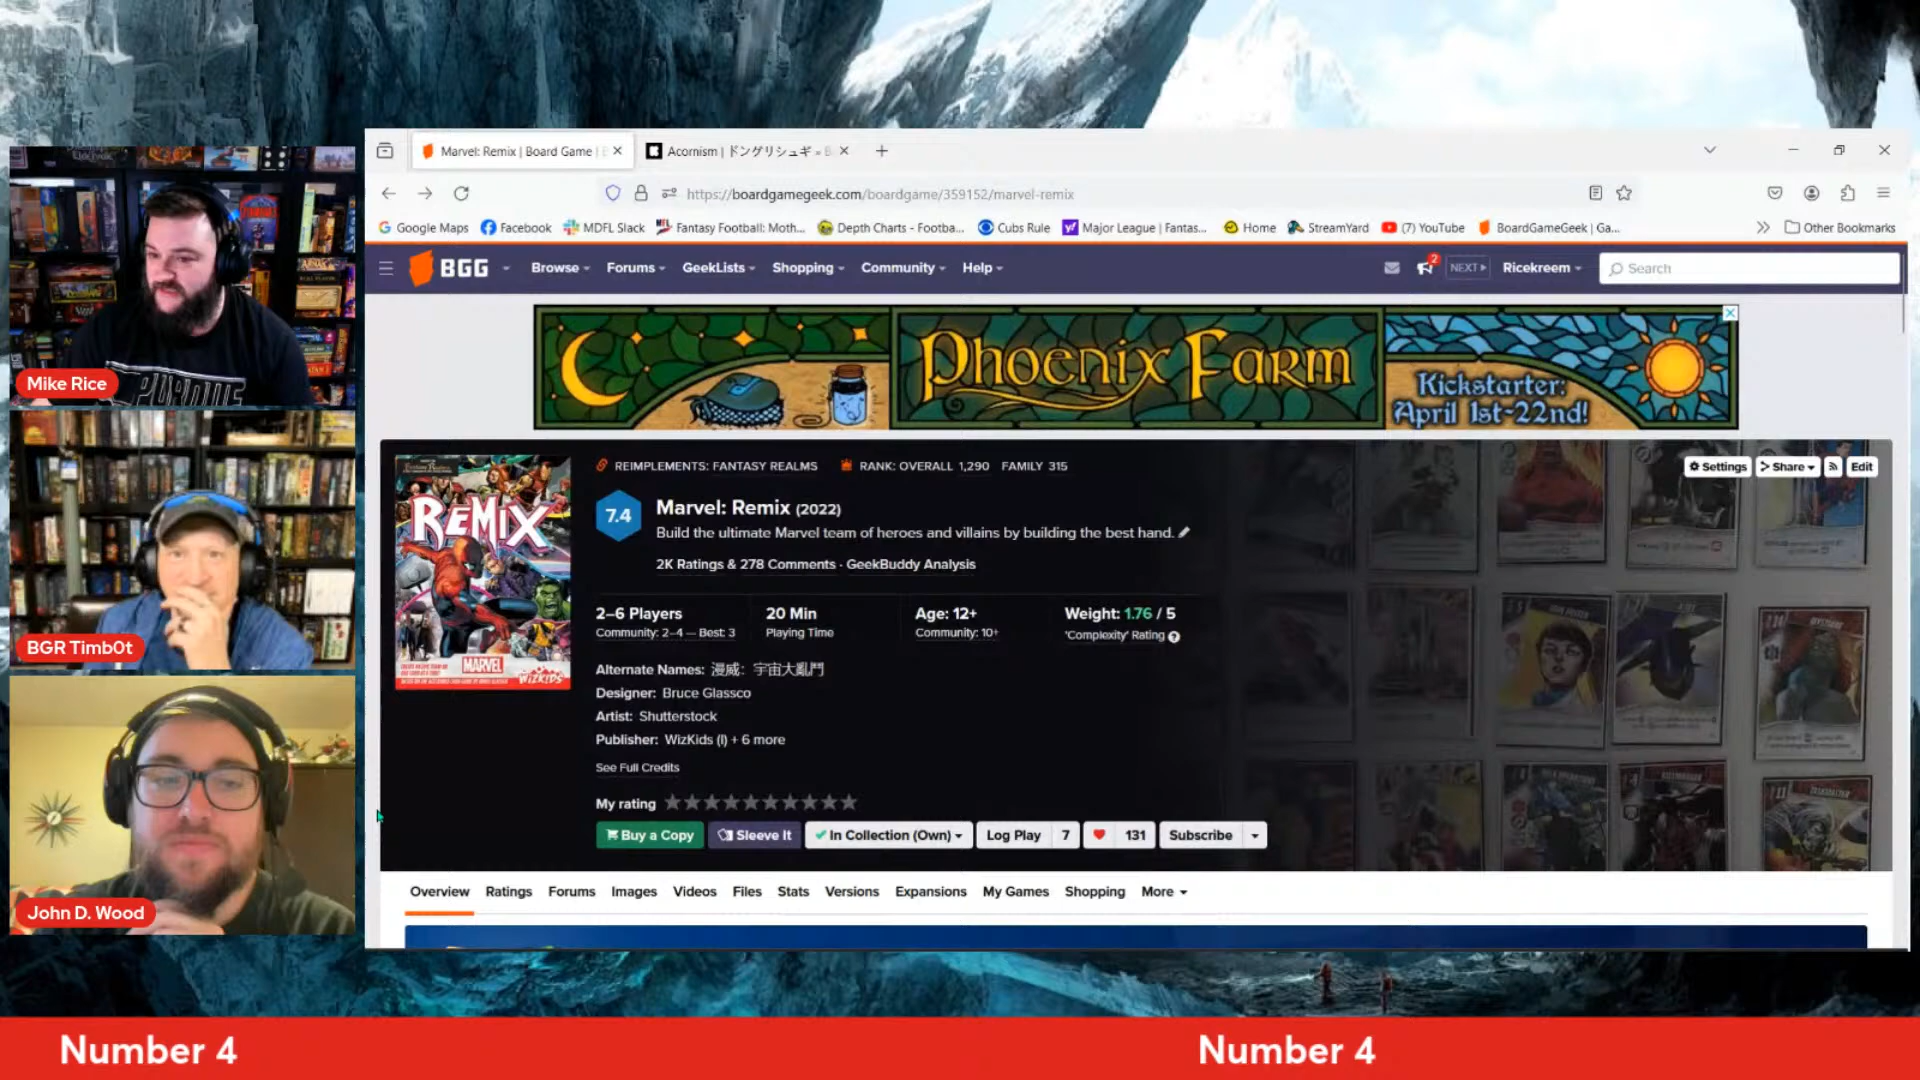 Marvel: Remix | Board Game |
Acornism | ドングリシュギ = B
https://boardgamegeek.com/boardgame/359152/marvel-remix
Google Maps
Facebook
MDFL Slack
Fantasy Football: Moth...
Depth Charts - Footba...
Cubs Rule
Major League | Fantas...
Home
StreamYard
(7) YouTube
BoardGameGeek | Ga...
Other Bookmarks
BGG
Browse
Forums
GeekLists
Shopping
Community
Help
2
NEXT
Ricekreem
Search
Phoenix Farm
Kickstarter:
April 1st-22nd!
REIMPLEMENTS: FANTASY REALMS
RANK: OVERALL 1,290 FAMILY 315
Settings
Share
Edit
REMIX
MARVEL
WIZKIDS
7.4
Marvel: Remix (2022)
Build the ultimate Marvel team of heroes and villains by building the best hand.
2K Ratings & 278 Comments · GeekBuddy Analysis
2–6 Players
Community: 2–4 — Best: 3
20 Min
Playing Time
Age: 12+
Community: 10+
Weight: 1.76 / 5
'Complexity' Rating
Alternate Names: 漫威：宇宙大亂鬥
Designer: Bruce Glassco
Artist: Shutterstock
Publisher: WizKids (I) + 6 more
See Full Credits
My rating
Buy a Copy
Sleeve It
In Collection (Own)
Log Play
7
131
Subscribe
Overview
Ratings
Forums
Images
Videos
Files
Stats
Versions
Expansions
My Games
Shopping
More
Mike Rice
PURDUE
BGR Timb0t
John D. Wood
Number 4
Number 4